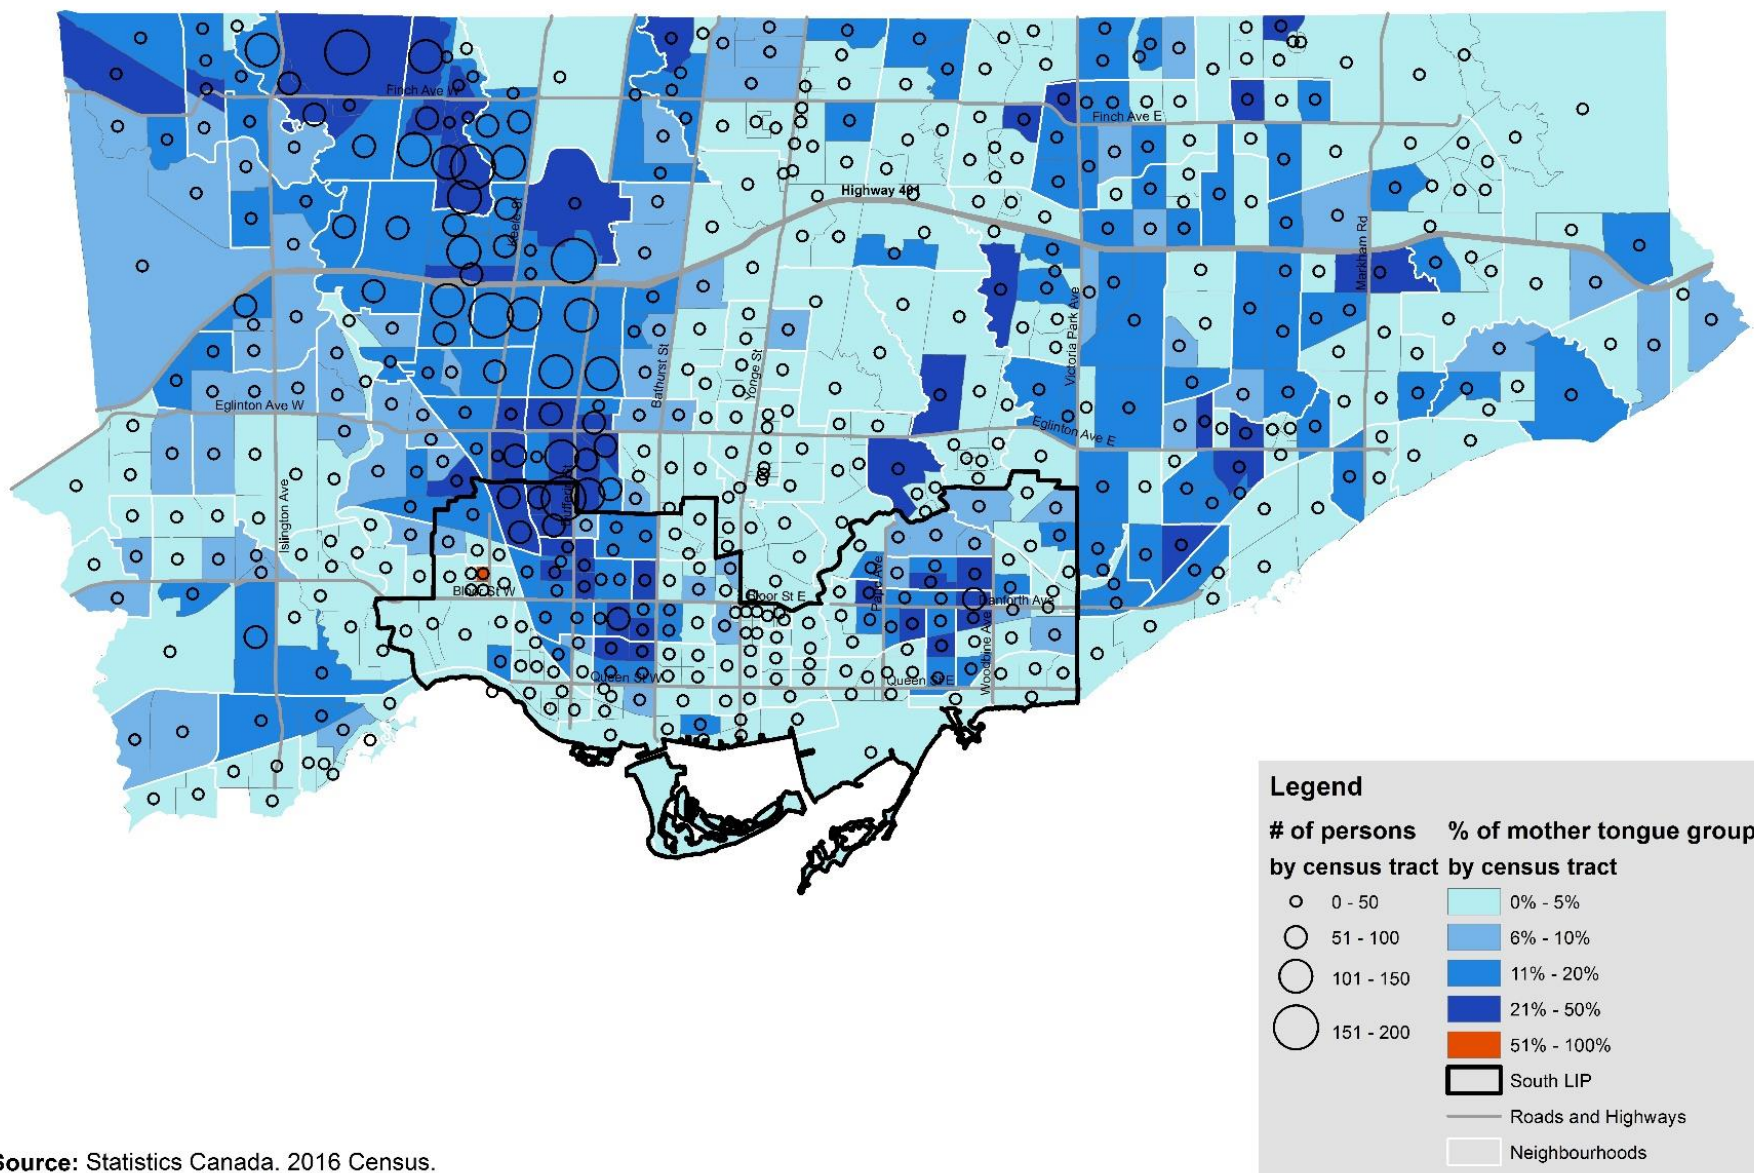 Finch Ave W
Finch Ave E
Highway 401
Keele St
Markham Rd
Victoria Park Ave
Bathurst St
Yonge St
Eglinton Ave W
Eglinton Ave E
Dufferin St
Islington Ave
Pape Ave
Bloor St W
Bloor St E
Danforth Ave
Woodbine Ave
Queen St W
Queen St E
Legend
# of persons
by census tract
0 - 50
51 - 100
101 - 150
151 - 200
% of mother tongue group
by census tract
0% - 5%
6% - 10%
11% - 20%
21% - 50%
51% - 100%
South LIP
Roads and Highways
Neighbourhoods
Source: Statistics Canada. 2016 Census.